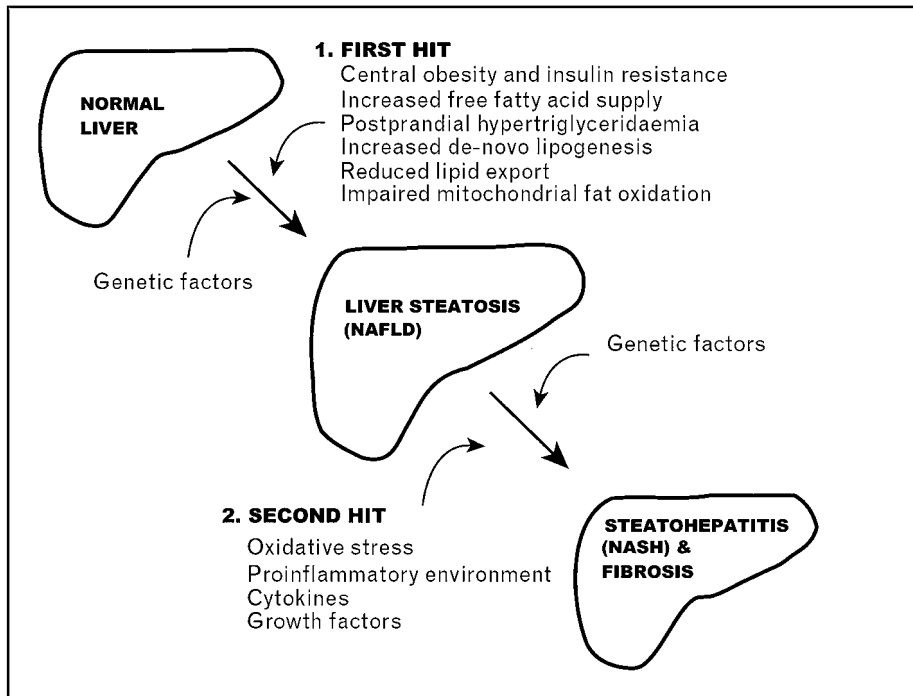 NORMAL
LIVER
1. FIRST HIT
Central obesity and insulin resistance
Increased free fatty acid supply
Postprandial hypertriglyceridaemia
Increased de-novo lipogenesis
Reduced lipid export
Impaired mitochondrial fat oxidation
Genetic factors
LIVER STEATOSIS
(NAFLD)
Genetic factors
2. SECOND HIT
Oxidative stress
Proinflammatory environment
Cytokines
Growth factors
STEATOHEPATITIS
(NASH) &
FIBROSIS